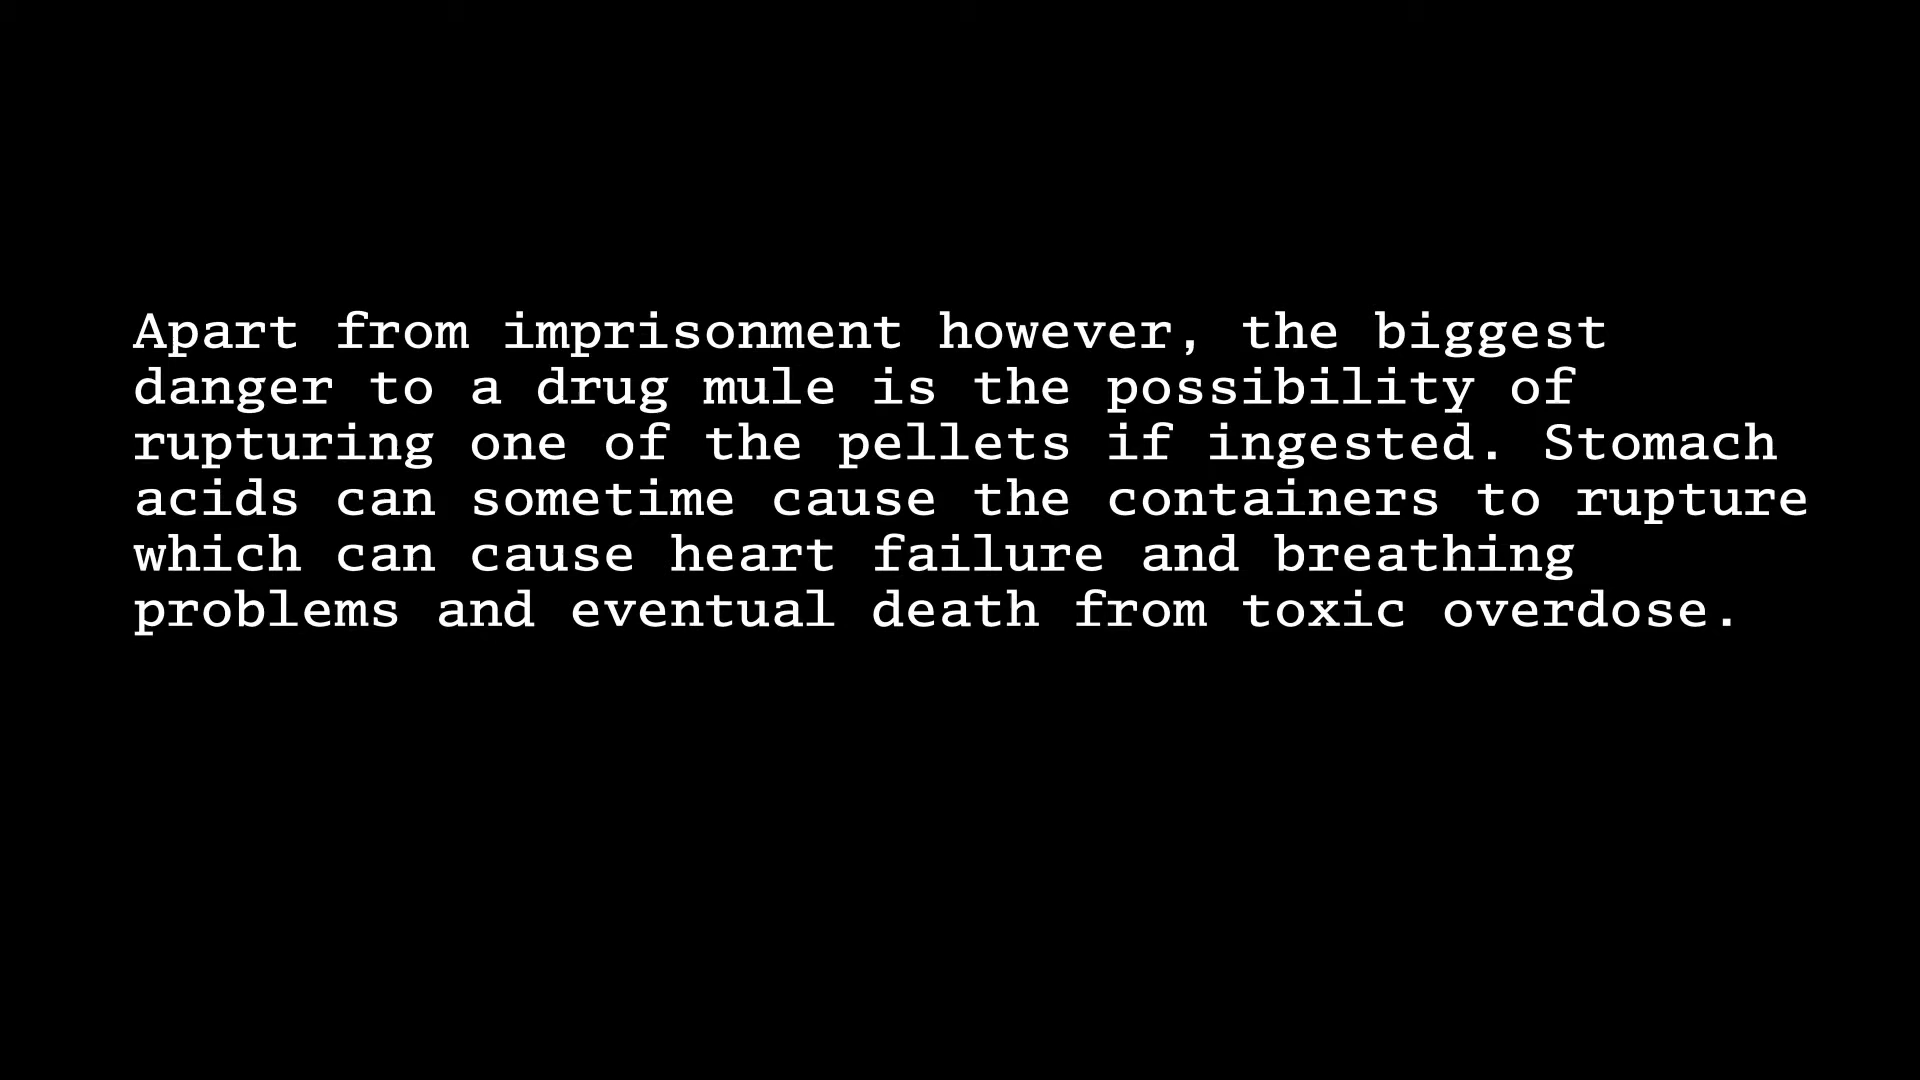 Apart from imprisonment however, the biggest
danger to a drug mule is the possibility of
rupturing one of the pellets if ingested. Stomach
acids can sometime cause the containers to rupture
which can cause heart failure and breathing
problems and eventual death from toxic overdose.